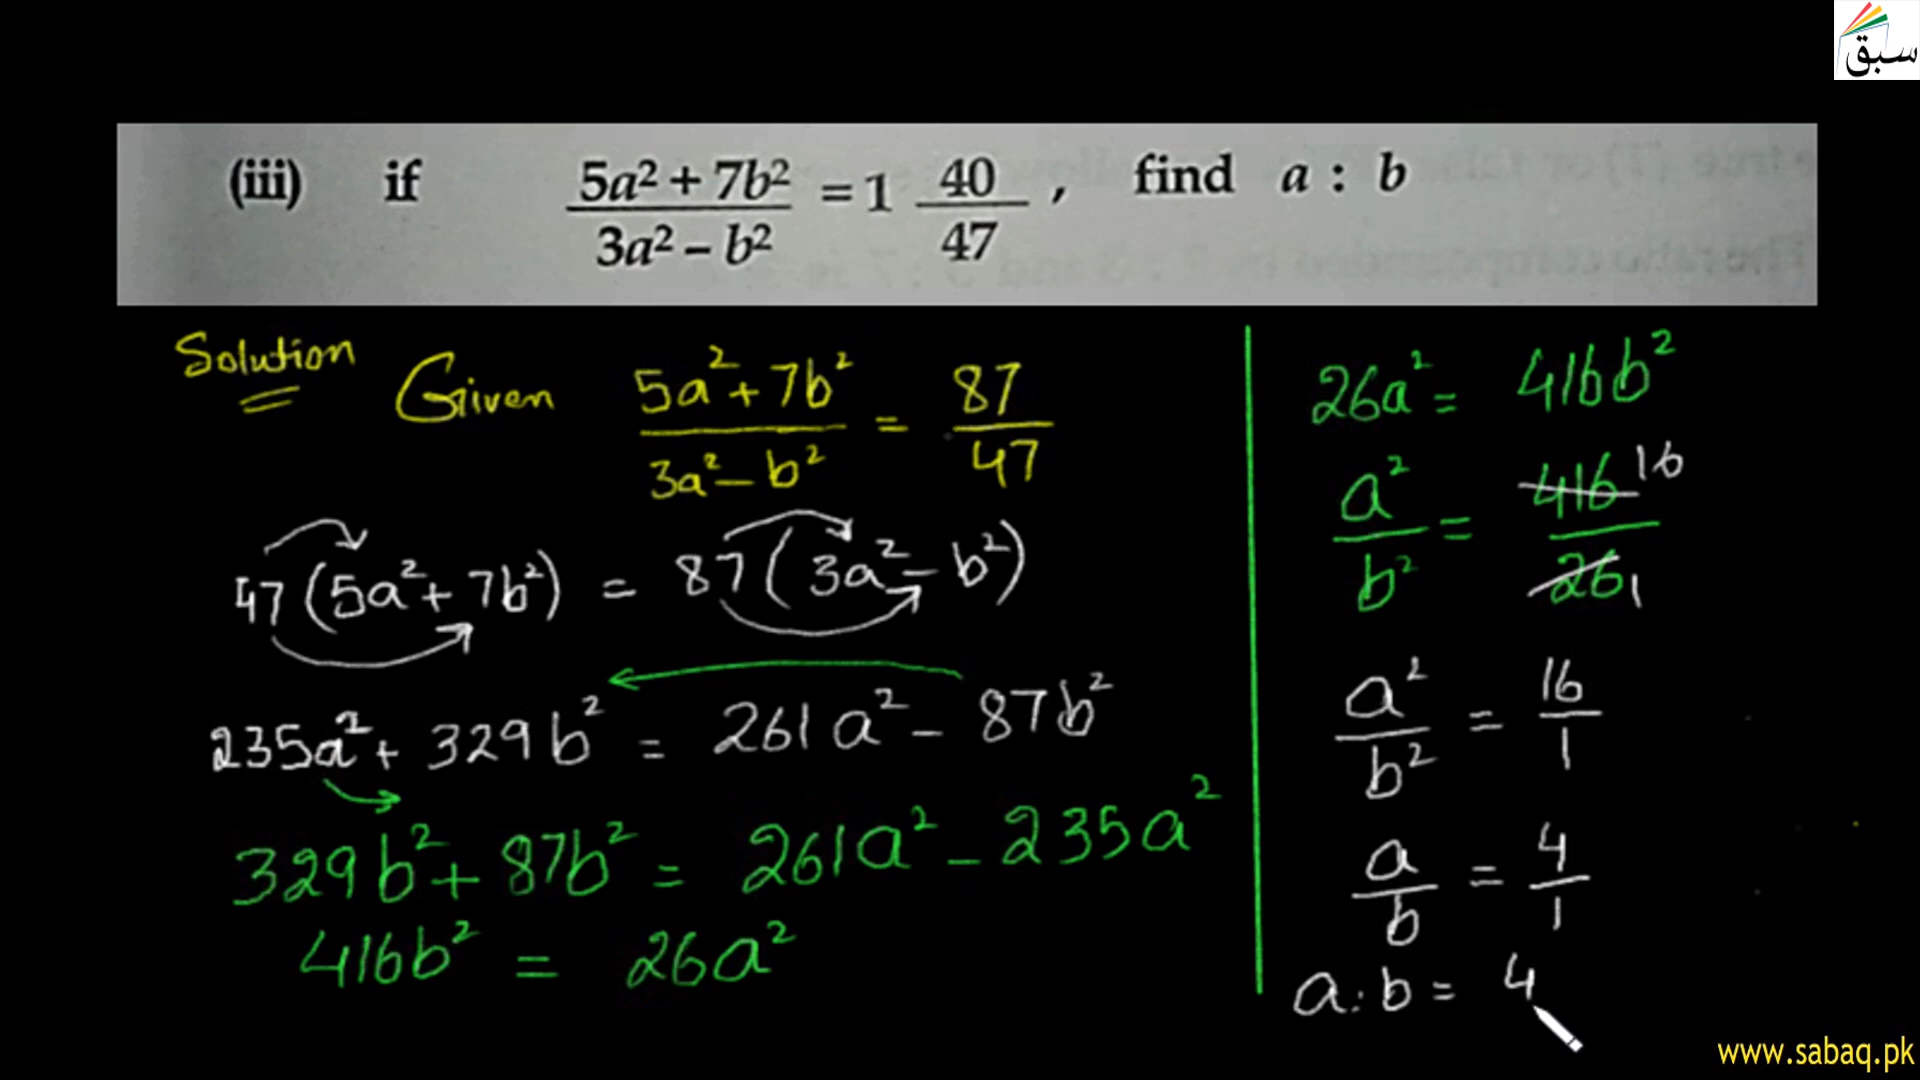 سبق
(iii) if (5a² + 7b²)/(3a² – b²) = 1 40/47 , find a : b
Solution
Given (5a² + 7b²)/(3a² – b²) = 87/47
47(5a² + 7b²) = 87(3a² – b²)
235a² + 329b² = 261a² – 87b²
329b² + 87b² = 261a² – 235a²
416b² = 26a²
26a² = 416b²
a²/b² = 416/26 16 1
a²/b² = 16/1
a/b = 4/1
a:b = 4
www.sabaq.pk